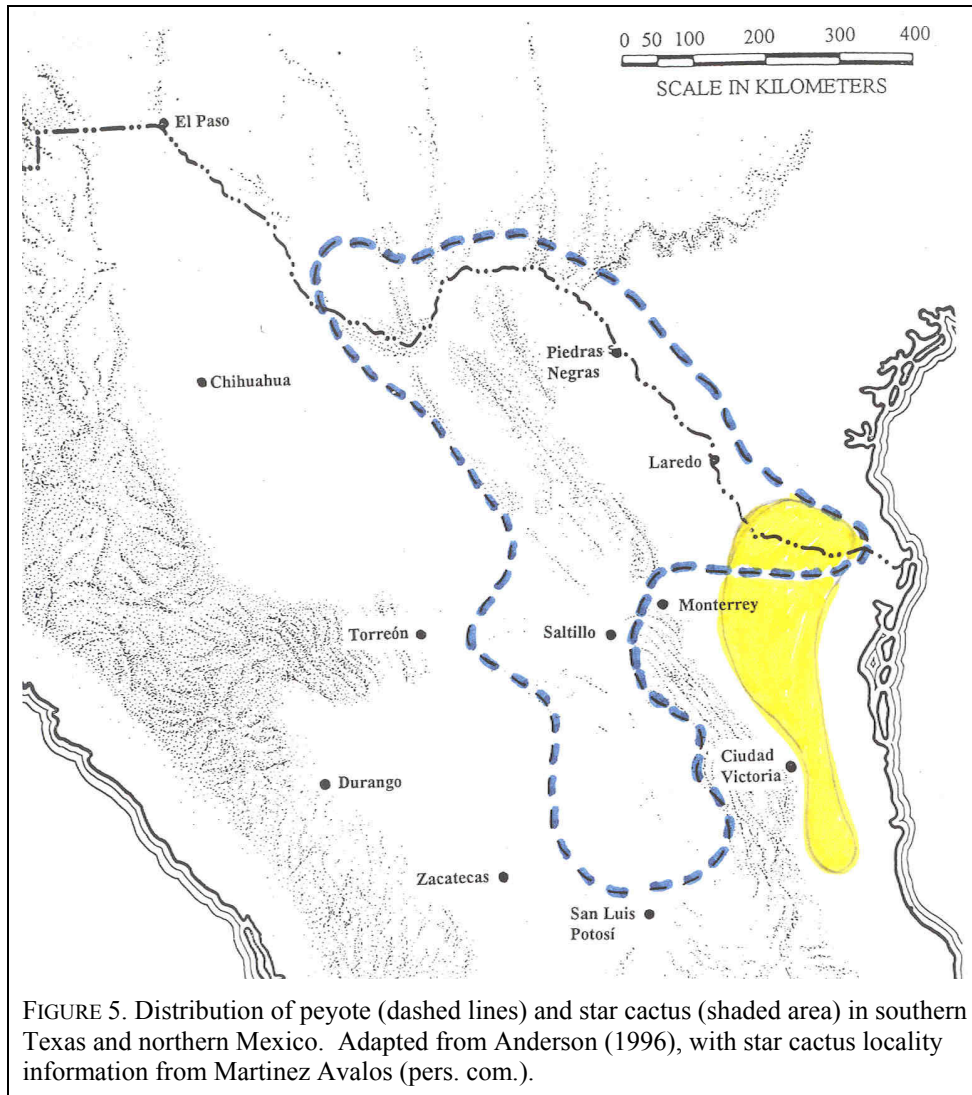 0 50 100 200 300 400
SCALE IN KILOMETERS
El Paso
Chihuahua
Piedras
Negras
Laredo
Monterrey
Torreón
Saltillo
Ciudad
Victoria
Durango
Zacatecas
San Luis
Potosí
FIGURE 5. Distribution of peyote (dashed lines) and star cactus (shaded area) in southern
Texas and northern Mexico. Adapted from Anderson (1996), with star cactus locality
information from Martinez Avalos (pers. com.).